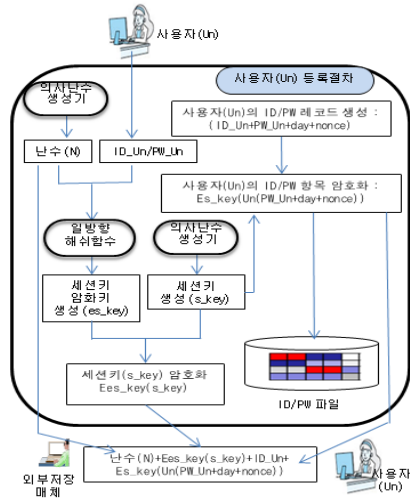 사용자(Un)
사용자(Un) 등록절차
의사난수
생성기
사용자(Un)의 ID/PW 레코드 생성 :
(ID_Un+PW_Un+day+nonce)
난수(N)
ID_Un/PW_Un
사용자(Un)의 ID/PW 항목 암호화 :
Es_key(Un(PW_Un+day+nonce))
일방향
해쉬함수
의사난수
생성기
세션키
암화키
생성(es_key)
세션키
생성(s_key)
세션키(s_key) 암호화
Ees_key(s_key)
ID/PW 파일
외부저장
매체
난수(N)+Ees_key(s_key)+ID_Un+
Es_key(Un(PW_Un+day+nonce))
사용자
(Un)